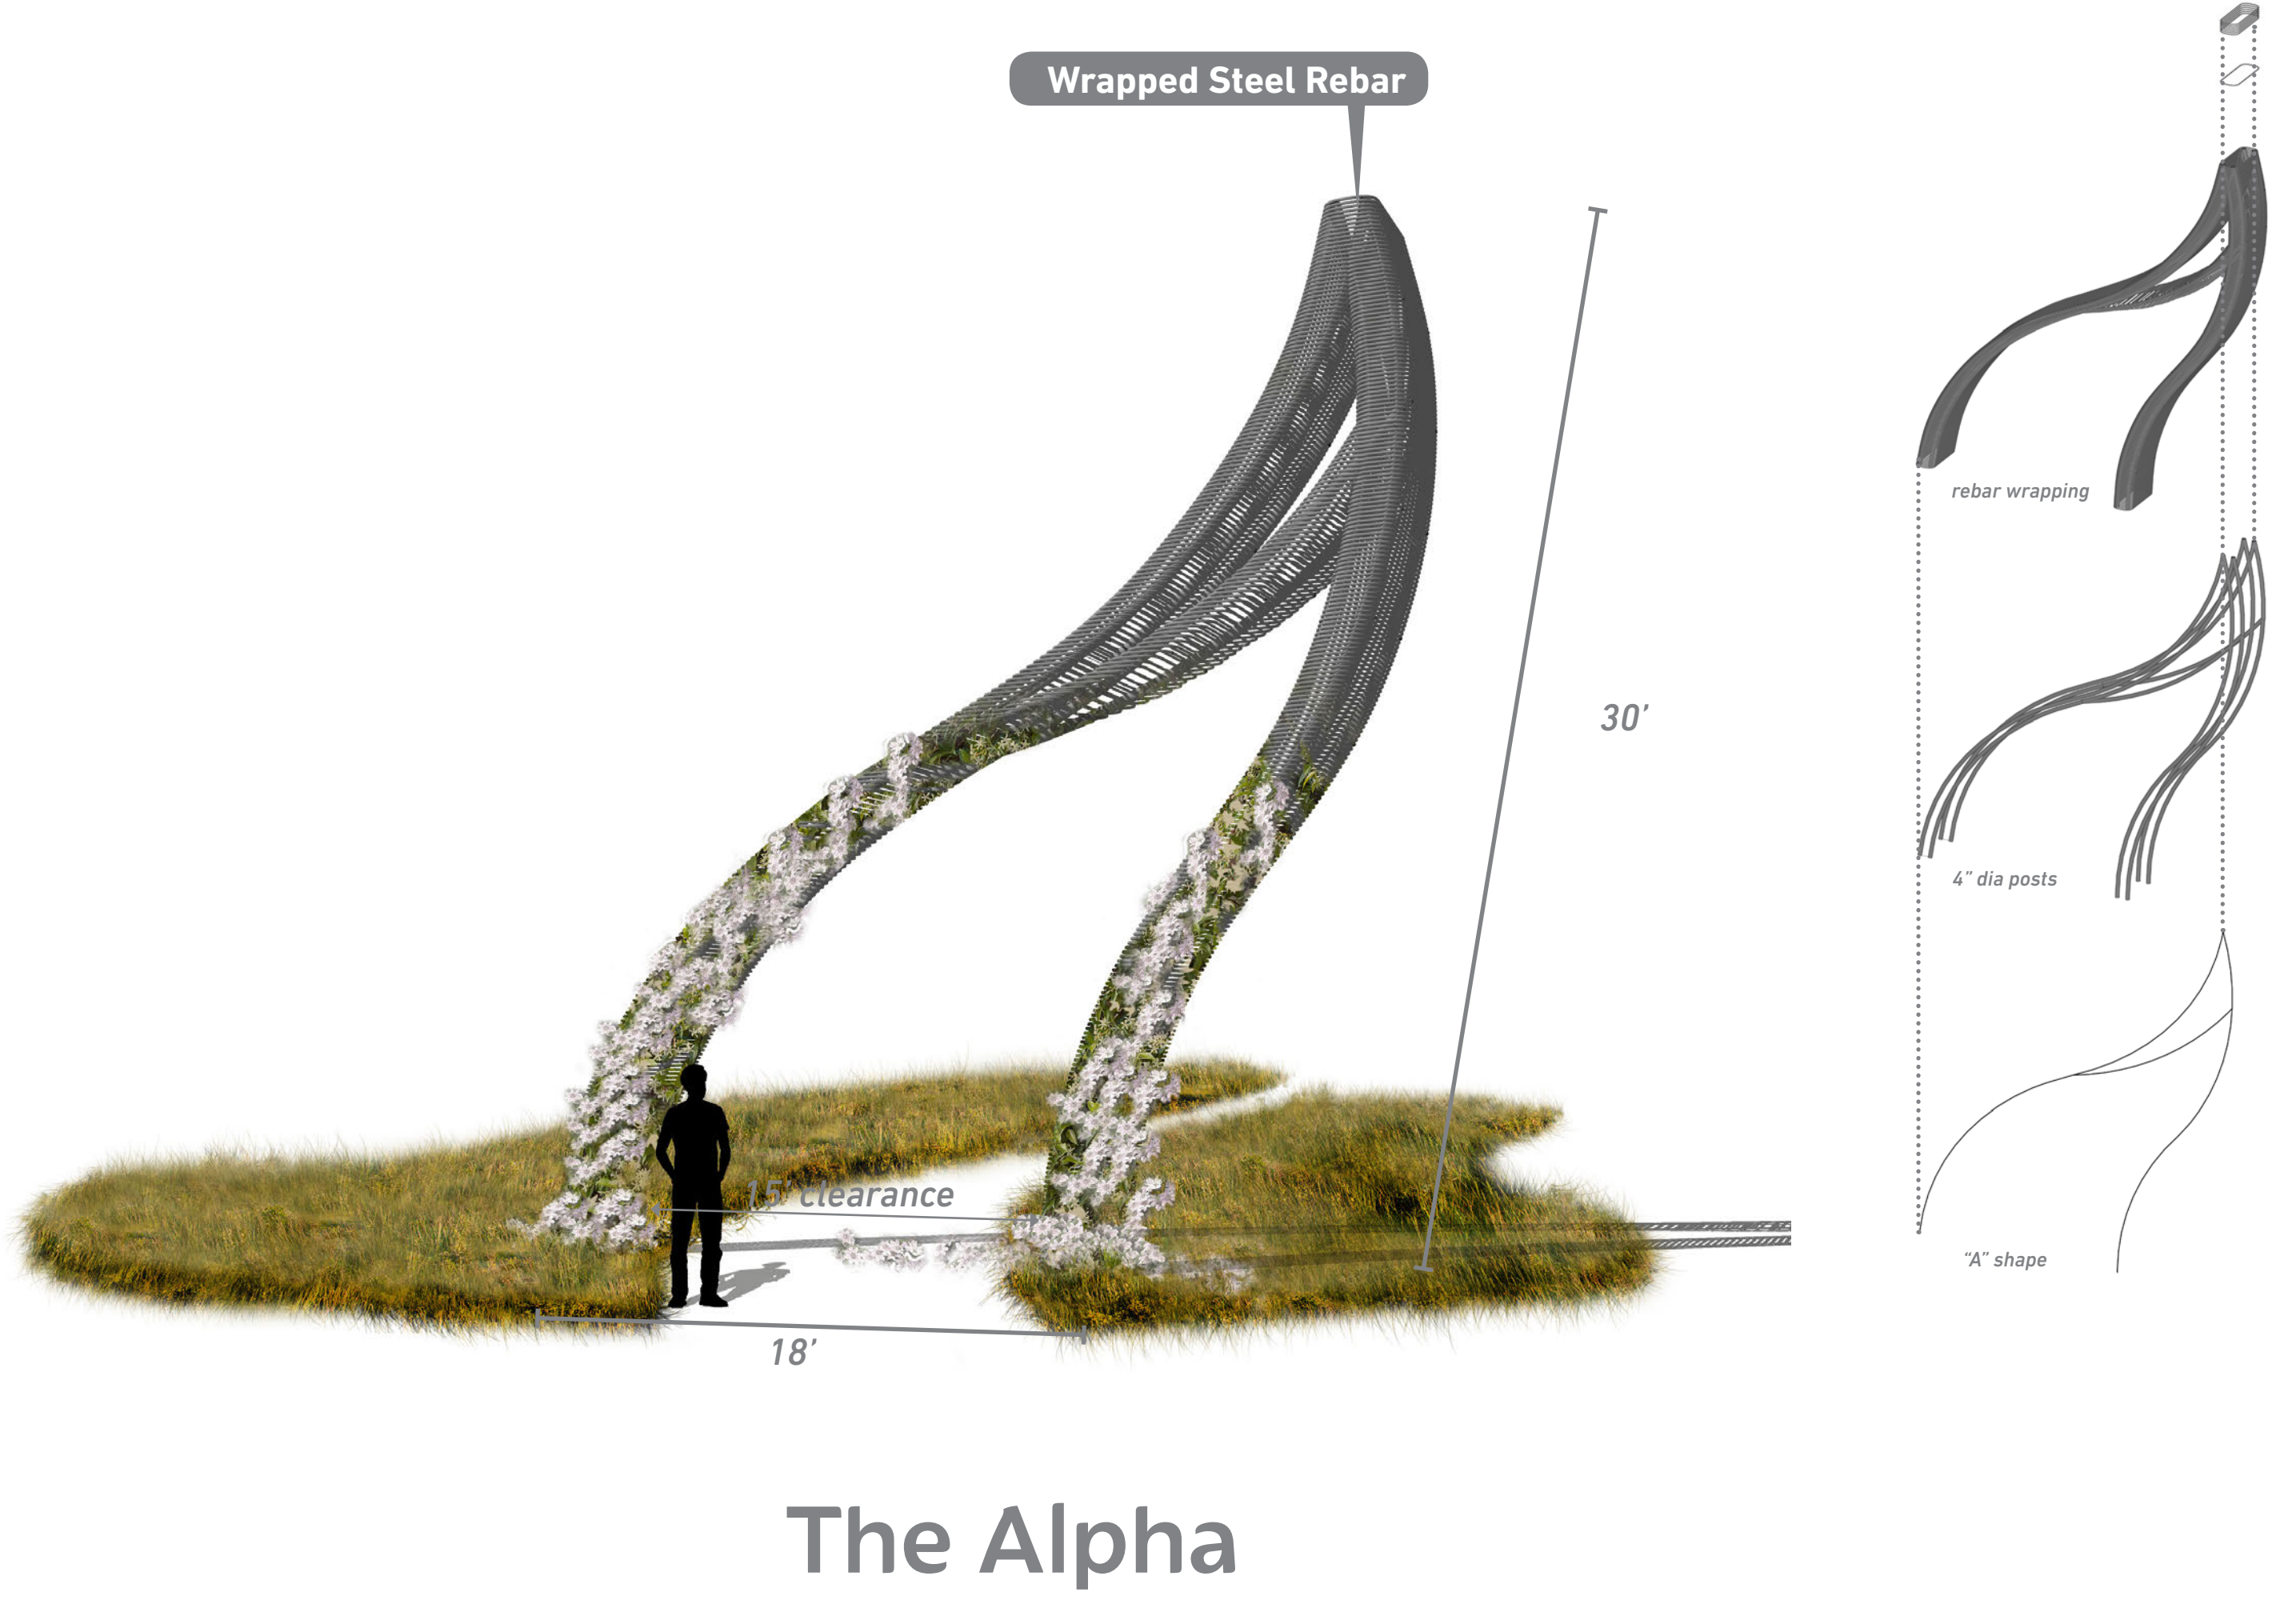 Wrapped Steel Rebar
30’
rebar wrapping
4” dia posts
15’ clearance
“A” shape
18’
The Alpha